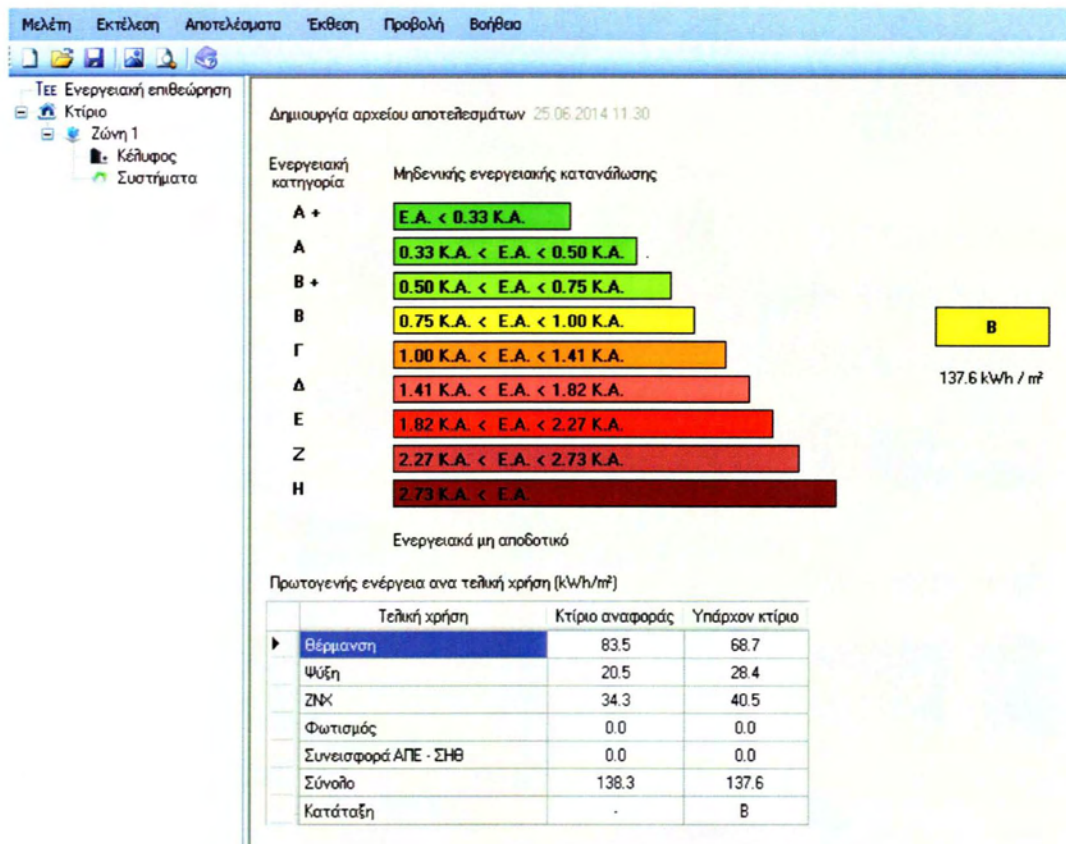 Μελέτη Εκτέλεση Αποτελέσματα Έκθεση Προβολή Βοήθεια
ΤΕΕ Ενεργειακή επιθεώρηση
Κτίριο
Ζώνη 1
Κέλυφος
Συστήματα
Δημιουργία αρχείου αποτελεσμάτων 25.06.2014 11:30
Ενεργειακή κατηγορία
Μηδενικής ενεργειακής κατανάλωσης
A + E.A. < 0.33 K.A.
A 0.33 K.A. < E.A. < 0.50 K.A.
B + 0.50 K.A. < E.A. < 0.75 K.A.
B 0.75 K.A. < E.A. < 1.00 K.A.
Γ 1.00 K.A. < E.A. < 1.41 K.A.
Δ 1.41 K.A. < E.A. < 1.82 K.A.
E 1.82 K.A. < E.A. < 2.27 K.A.
Z 2.27 K.A. < E.A. < 2.73 K.A.
H 2.73 K.A. < E.A.
B
137.6 kWh / m²
Ενεργειακά μη αποδοτικό
Πρωτογενής ενέργεια ανα τελική χρήση (kWh/m²)
Τελική χρήση Κτίριο αναφοράς Υπάρχον κτίριο
Θέρμανση 83.5 68.7
Ψύξη 20.5 28.4
ΖΝΧ 34.3 40.5
Φωτισμός 0.0 0.0
Συνεισφορά ΑΠΕ - ΣΗΘ 0.0 0.0
Σύνολο 138.3 137.6
Κατάταξη - B